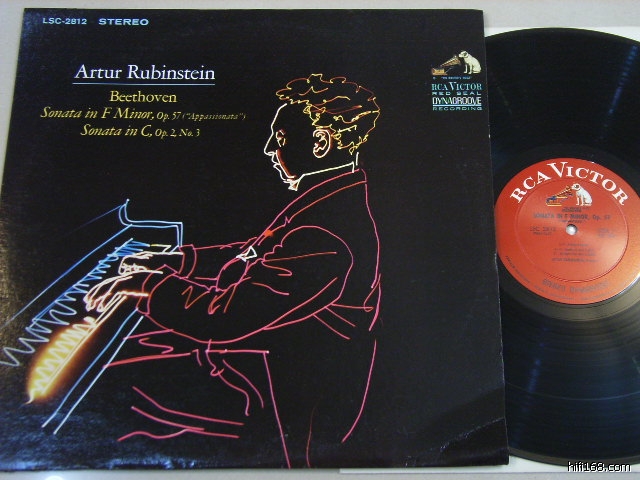 LSC-2812 STEREO
Artur Rubinstein
Beethoven
Sonata in F Minor, Op. 57 ("Appassionata")
Sonata in C, Op. 2, No. 3
RCA VICTOR
RED SEAL
DYNAGROOVE
RECORDING
RCA VICTOR
SONATA IN F MINOR, Op. 57
hifi168.com